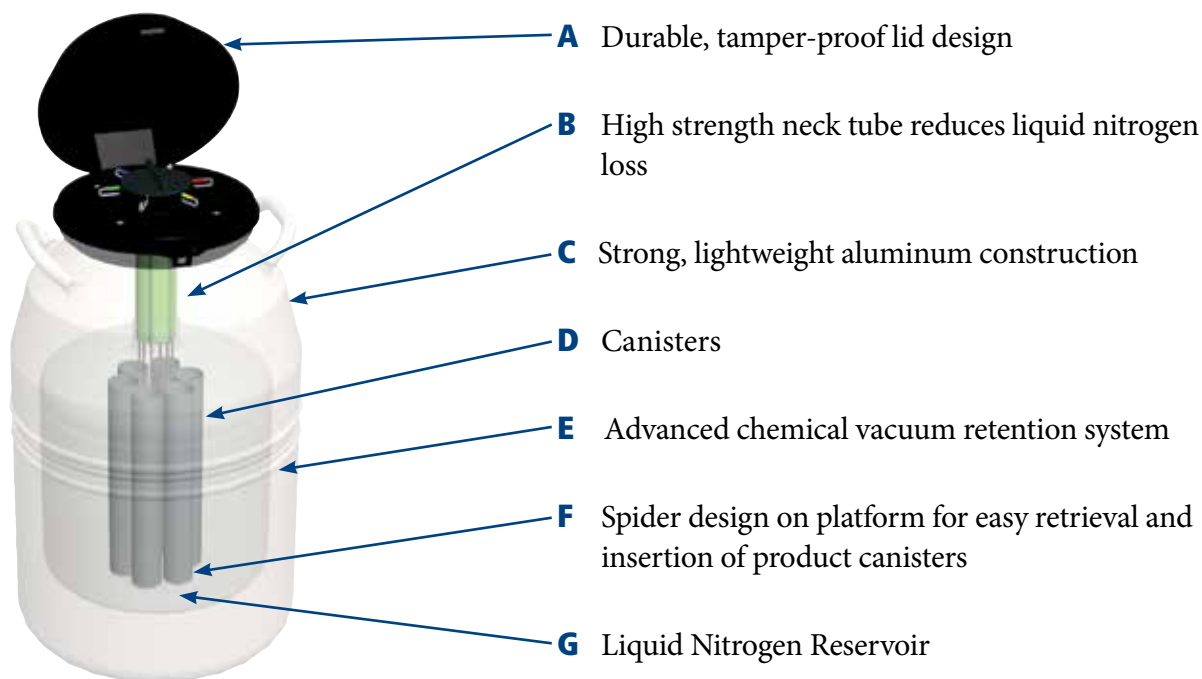 A Durable, tamper-proof lid design
B High strength neck tube reduces liquid nitrogen
loss
C Strong, lightweight aluminum construction
D Canisters
E Advanced chemical vacuum retention system
F Spider design on platform for easy retrieval and
insertion of product canisters
G Liquid Nitrogen Reservoir